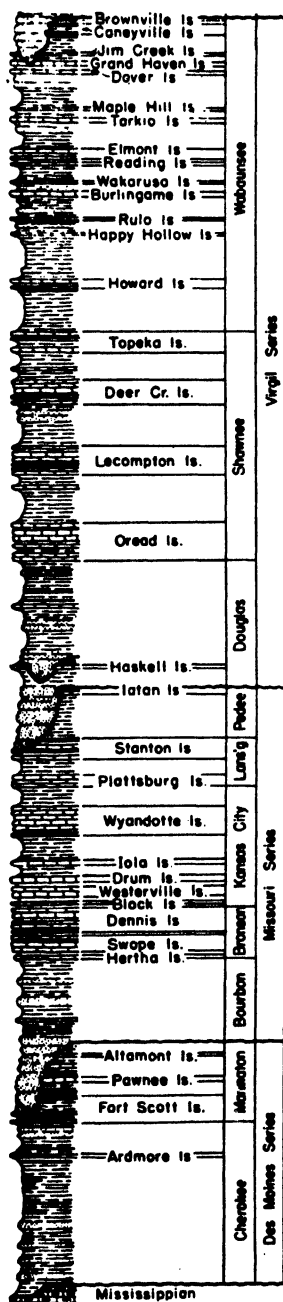 Brownville ls
Caneyville ls
Jim Creek ls
Grand Haven ls
Dover ls
Maple Hill ls
Tarkio ls
Elmont ls
Reading ls
Wakarusa ls
Burlingame ls
Rulo ls
Happy Hollow ls
Howard ls
Topeka ls.
Deer Cr. ls.
Lecompton ls.
Oread ls.
Haskell ls.
Iatan ls
Stanton ls
Plattsburg ls
Wyandotte ls.
Iola ls.
Drum ls.
Westerville ls
Block ls
Dennis ls
Swope ls.
Hertha ls.
Altamont ls.
Pawnee ls.
Fort Scott ls.
Ardmore ls
Mississippian
Wabaunsee
Shawnee
Douglas
Pedee
Lans'g
Kansas City
Bronson
Bourbon
Marmaton
Cherokee
Virgil Series
Missouri Series
Des Moines Series